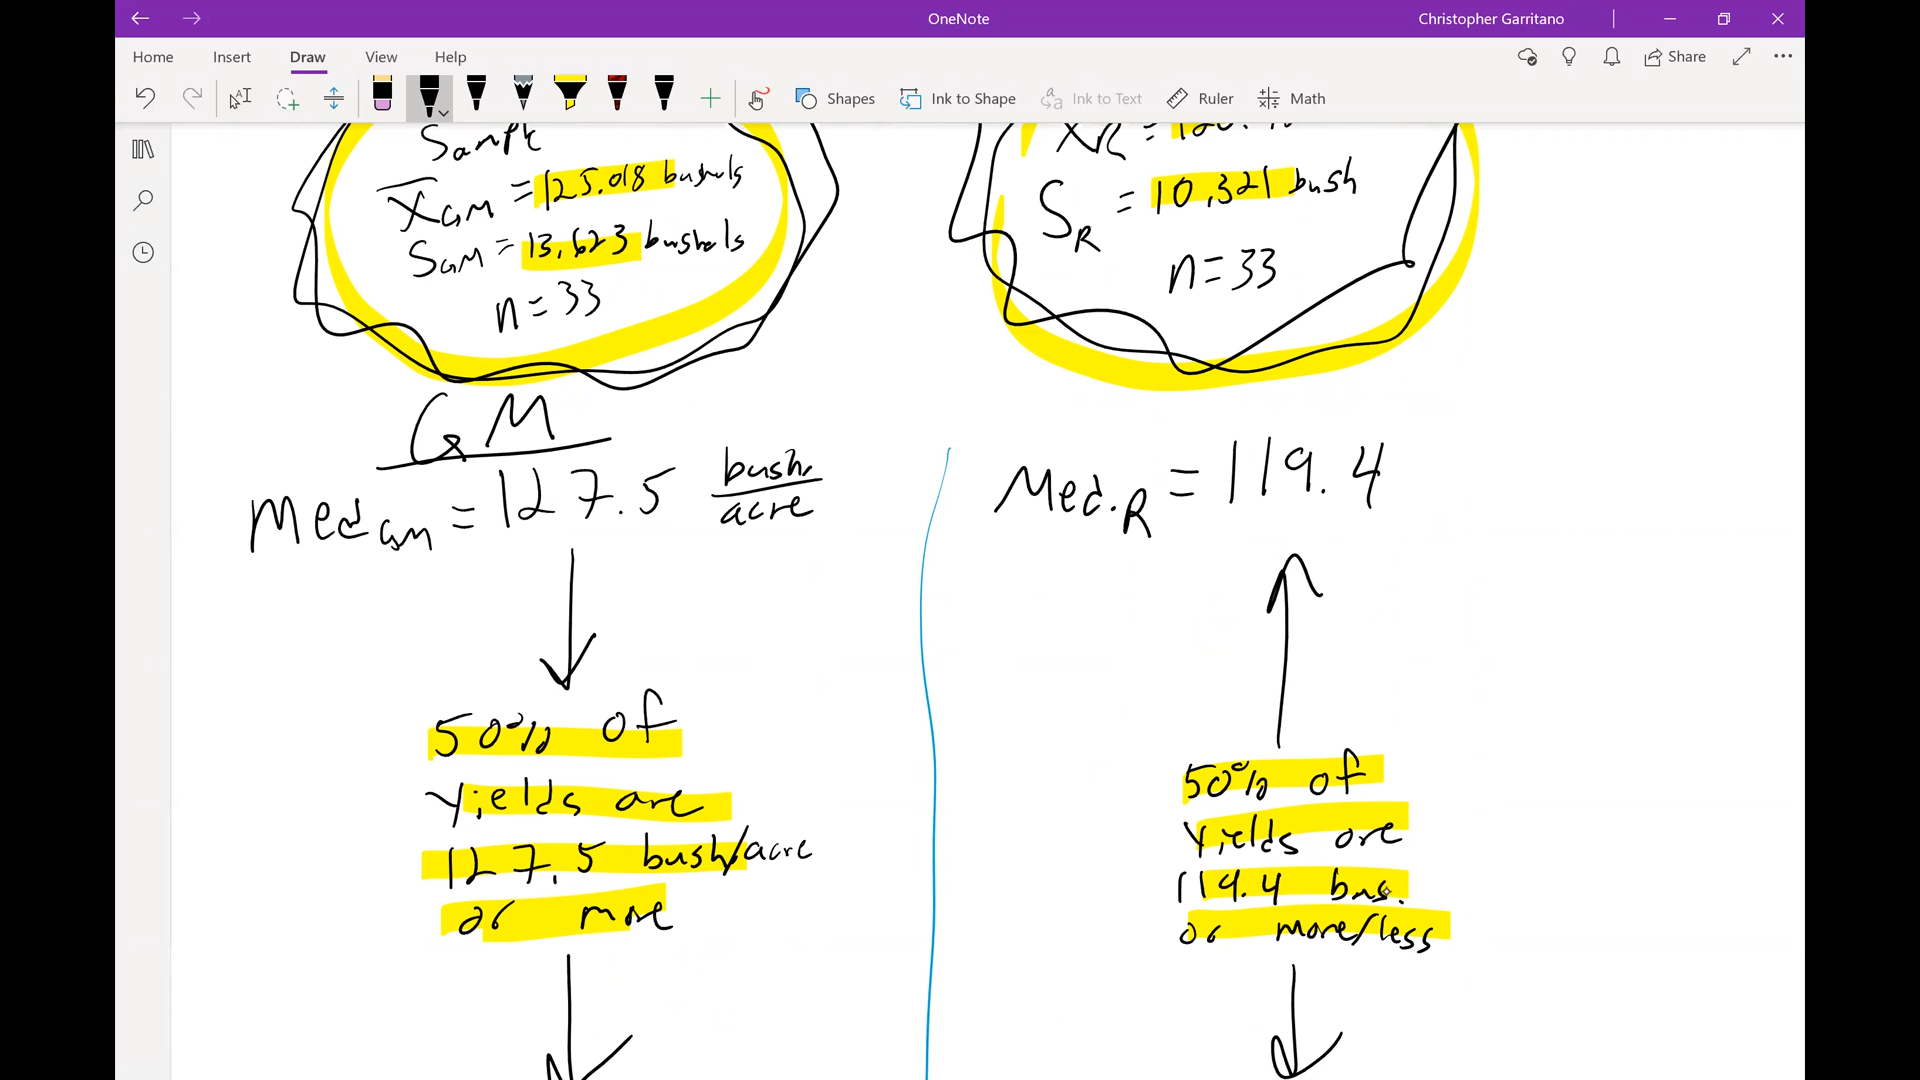 OneNote
Christopher Garritano
Home Insert Draw View Help
Share
Shapes Ink to Shape Ink to Text Ruler Math
Sample
X̅GM = 125.018 bushels
SGM = 13.623 bushels
n = 33
X̅R =
SR = 10.321 bush
n = 33
GM
MedGM = 127.5 bush./acre
50% of
yields are
127.5 bush./acre
or more
Med.R = 119.4
50% of
yields are
119.4 bus.
or more/less